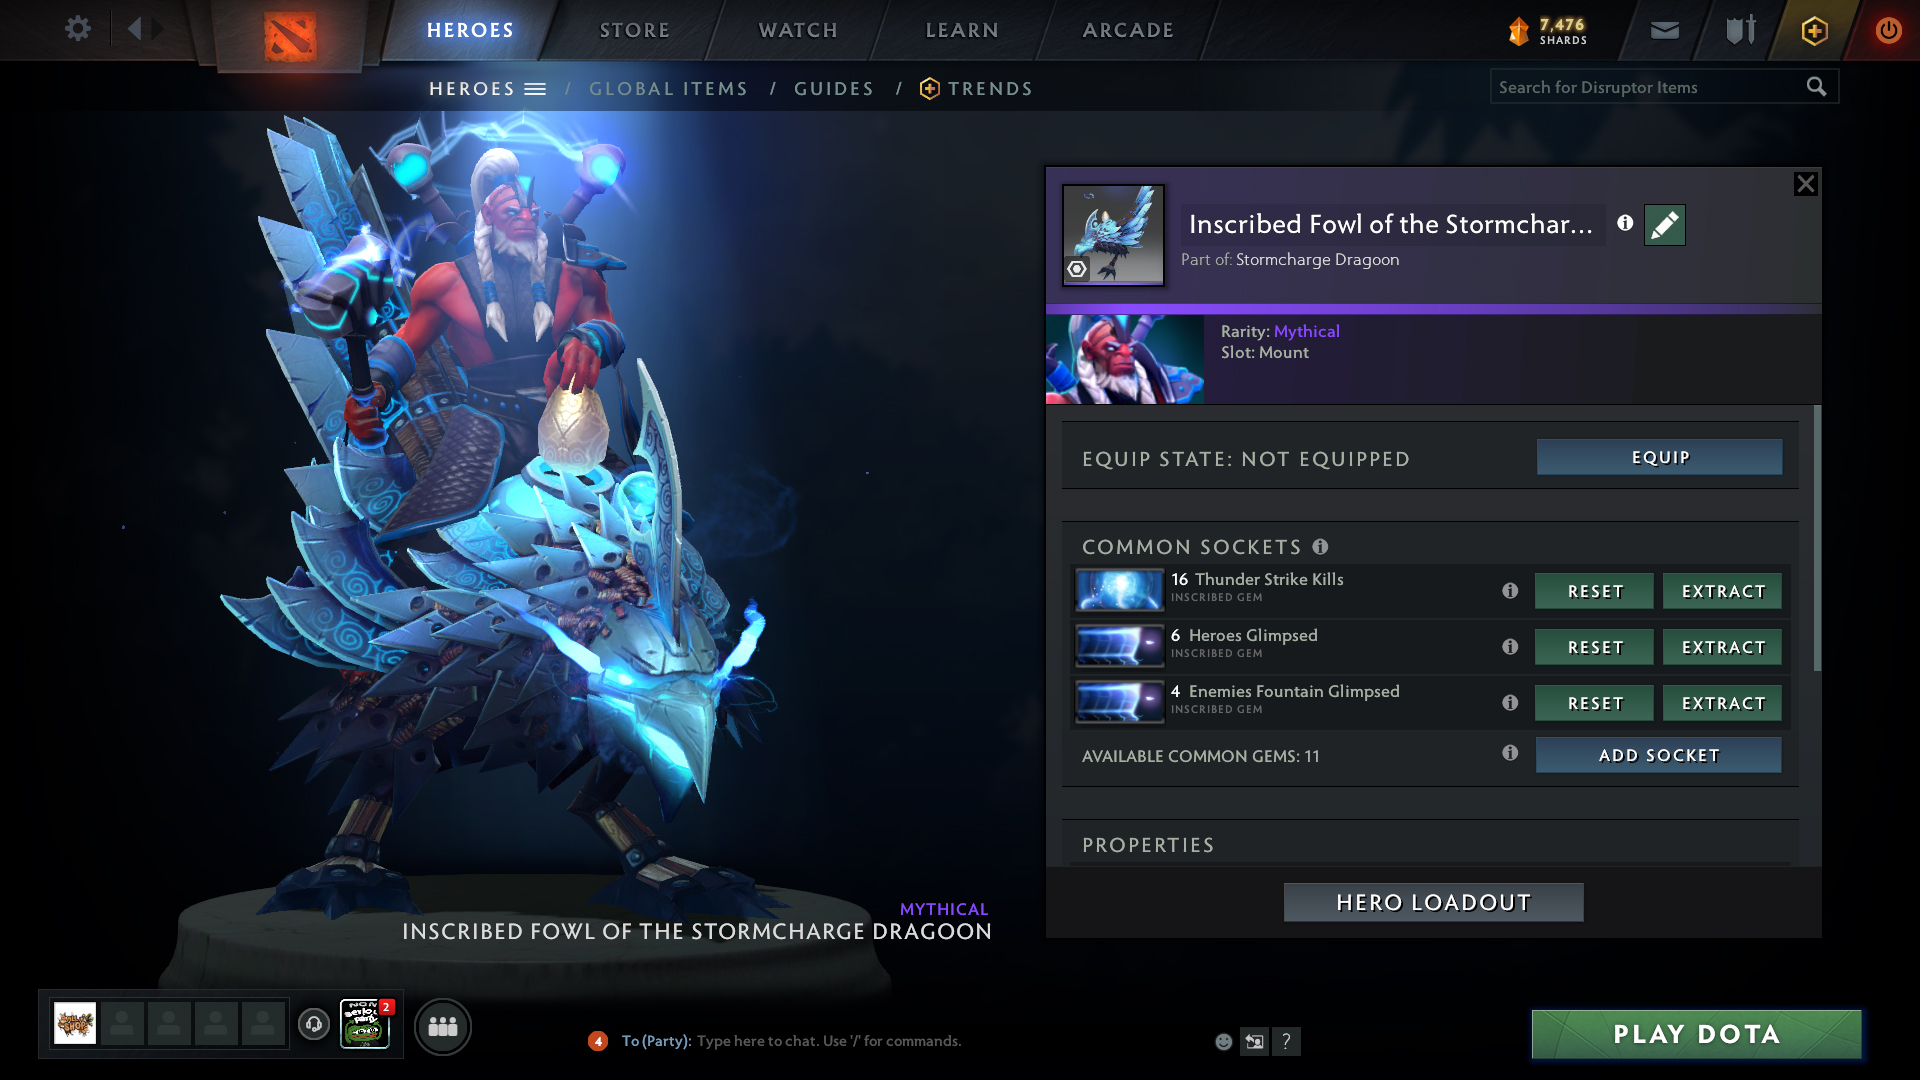 HEROES
STORE
WATCH
LEARN
ARCADE
7,476
SHARDS
HEROES / GLOBAL ITEMS / GUIDES / TRENDS
Search for Disruptor Items
Inscribed Fowl of the Stormchar...
Part of: Stormcharge Dragoon
Rarity: Mythical
Slot: Mount
EQUIP STATE: NOT EQUIPPED
EQUIP
COMMON SOCKETS
16 Thunder Strike Kills
INSCRIBED GEM
RESET
EXTRACT
6 Heroes Glimpsed
INSCRIBED GEM
RESET
EXTRACT
4 Enemies Fountain Glimpsed
INSCRIBED GEM
RESET
EXTRACT
AVAILABLE COMMON GEMS: 11
ADD SOCKET
PROPERTIES
HERO LOADOUT
MYTHICAL
INSCRIBED FOWL OF THE STORMCHARGE DRAGOON
2
4
To (Party): Type here to chat. Use '/' for commands.
?
PLAY DOTA